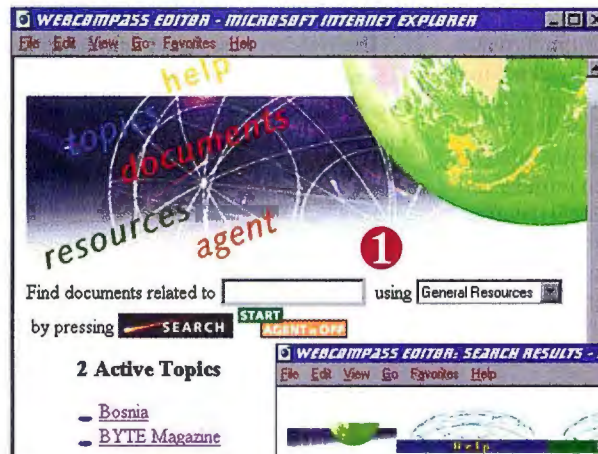 WEBCOMPASS EDITOR - MICROSOFT INTERNET EXPLORER
File Edit View Go Favorites Help
help
topics
documents
resources
agent
1
Find documents related to using General Resources
by pressing SEARCH START
AGENT is OFF
2 Active Topics
WEBCOMPASS EDITOR: SEARCH RESULTS -
File Edit View Go Favorites Help
Bosnia
BYTE Magazine
Help